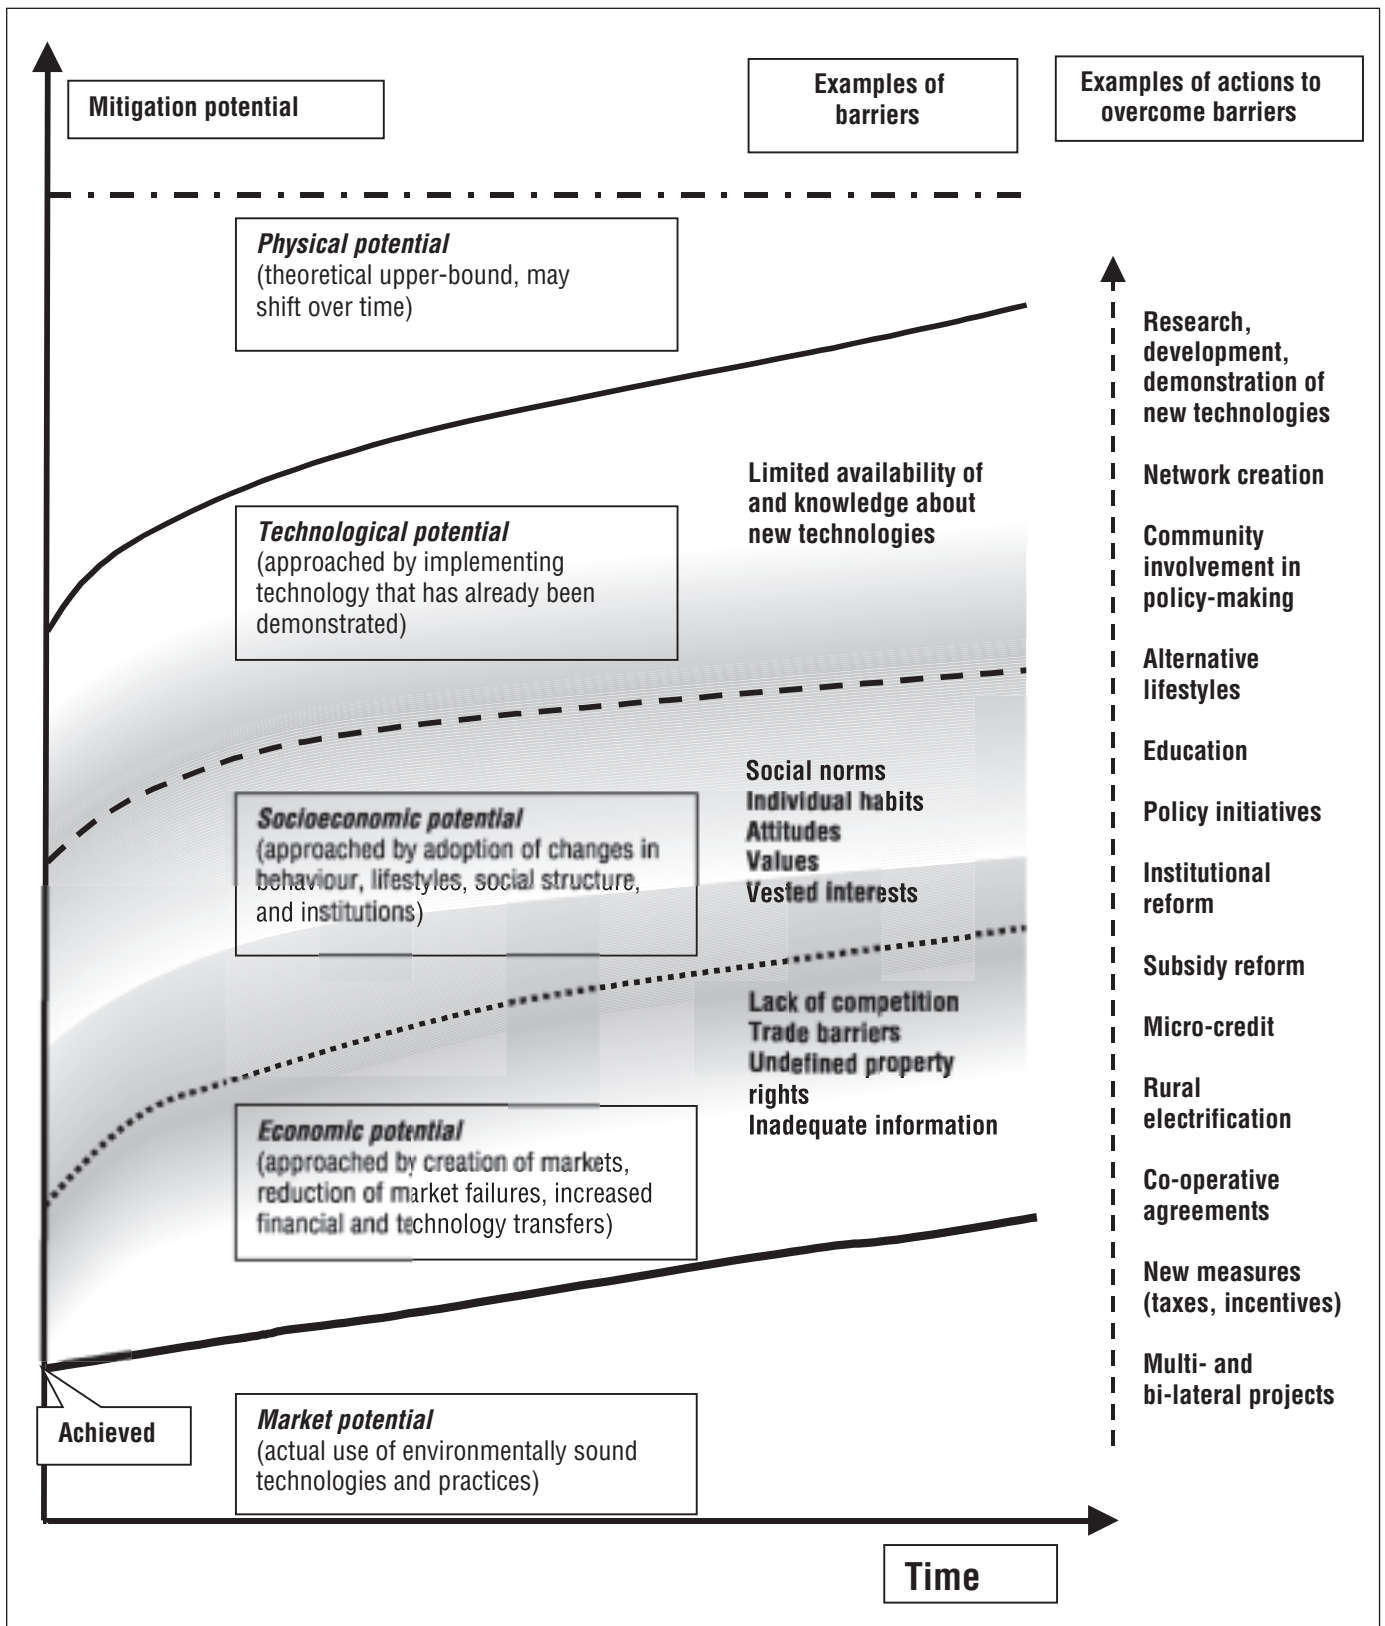 Mitigation potential
Examples of
barriers
Examples of actions to
overcome barriers
Physical potential
(theoretical upper-bound, may
shift over time)
Technological potential
(approached by implementing
technology that has already been
demonstrated)
Socioeconomic potential
(approached by adoption of changes in
behaviour, lifestyles, social structure,
and institutions)
Economic potential
(approached by creation of markets,
reduction of market failures, increased
financial and technology transfers)
Market potential
(actual use of environmentally sound
technologies and practices)
Achieved
Limited availability of
and knowledge about
new technologies
Social norms
Individual habits
Attitudes
Values
Vested interests
Lack of competition
Trade barriers
Undefined property
rights
Inadequate information
Research,
development,
demonstration of
new technologies
Network creation
Community
involvement in
policy-making
Alternative
lifestyles
Education
Policy initiatives
Institutional
reform
Subsidy reform
Micro-credit
Rural
electrification
Co-operative
agreements
New measures
(taxes, incentives)
Multi- and
bi-lateral projects
Time